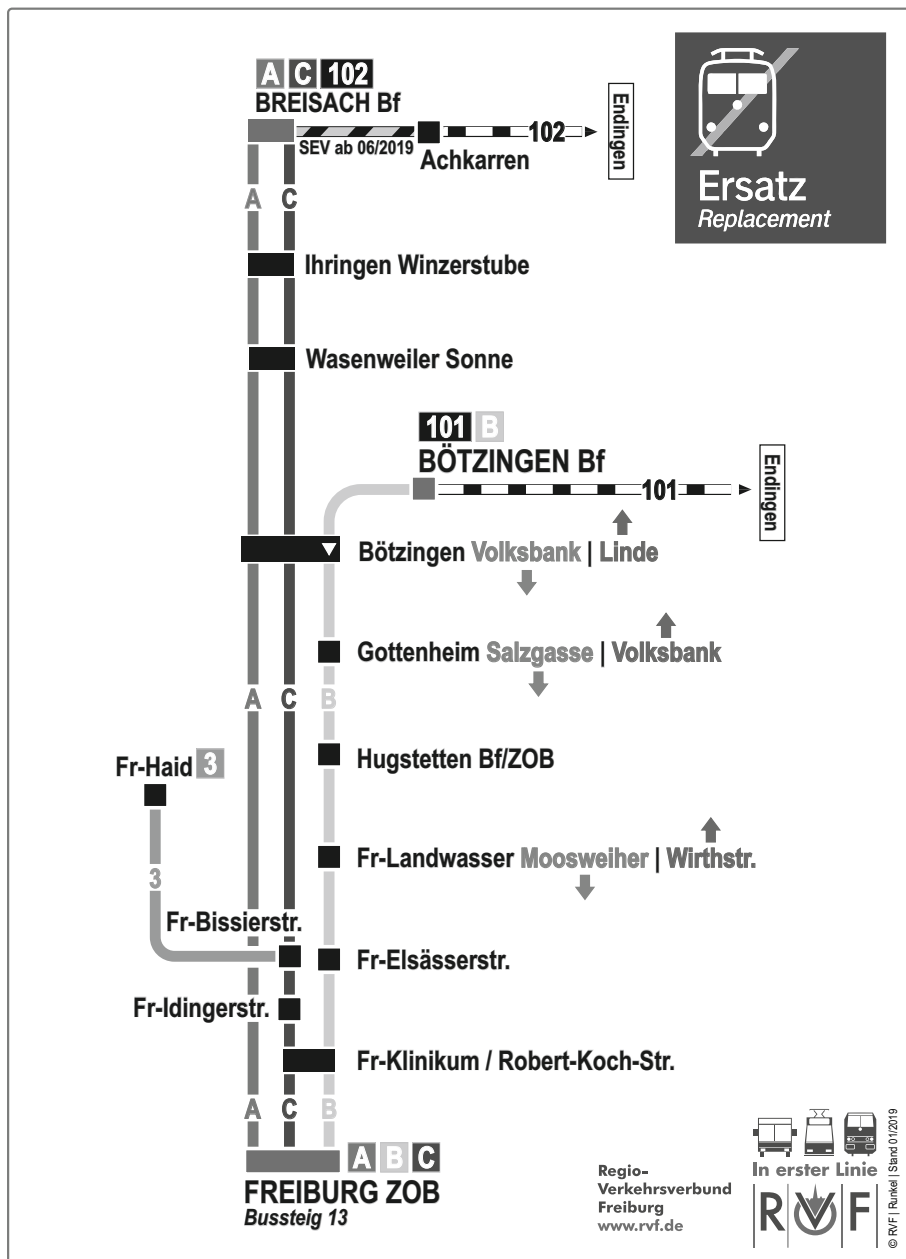 A C 102
BREISACH Bf
SEV ab 06/2019
102
Endingen
Achkarren
Ersatz
Replacement
A C
Ihringen Winzerstube
Wasenweiler Sonne
101 B
BÖTZINGEN Bf
101
Endingen
Bötzingen Volksbank | Linde
Gottenheim Salzgasse | Volksbank
A C B
Hugstetten Bf/ZOB
Fr-Haid 3
Fr-Landwasser Moosweiher | Wirthstr.
3
Fr-Bissierstr.
Fr-Elsässerstr.
Fr-Idingerstr.
Fr-Klinikum / Robert-Koch-Str.
A C B
A B C
FREIBURG ZOB
Bussteig 13
Regio-
Verkehrsverbund
Freiburg
www.rvf.de
In erster Linie
RVF
© RVF | Runkel | Stand 01/2019